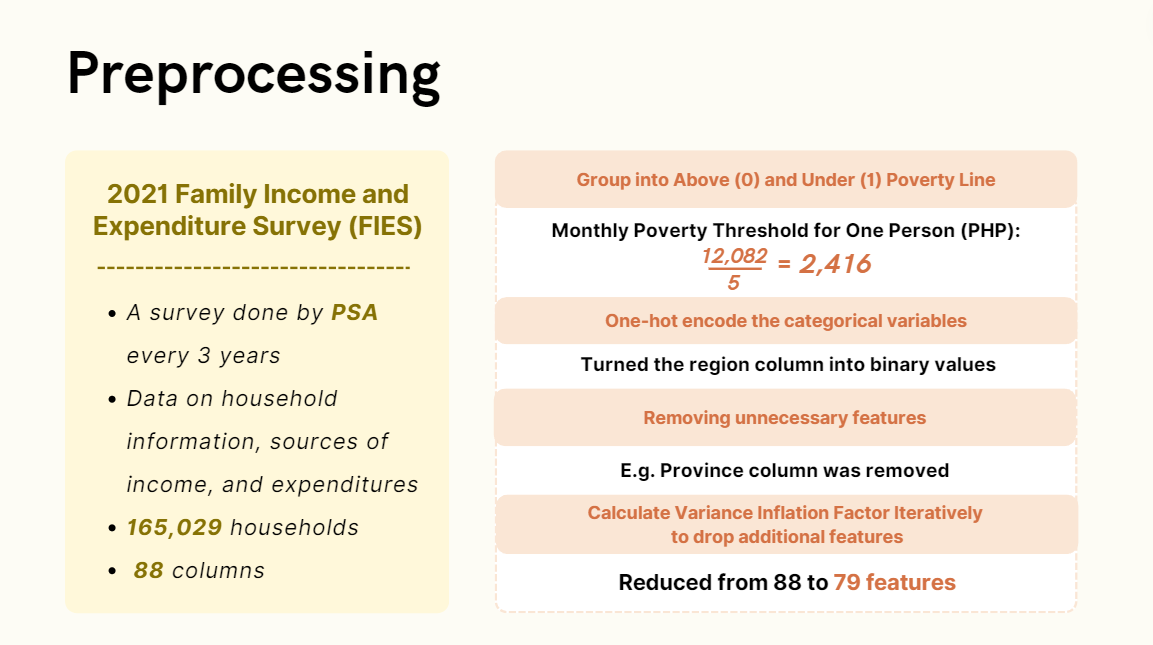 Preprocessing
2021 Family Income and
Expenditure Survey (FIES)
---------------------------------
• A survey done by PSA
every 3 years
• Data on household
information, sources of
income, and expenditures
• 165,029 households
• 88 columns
Group into Above (0) and Under (1) Poverty Line
Monthly Poverty Threshold for One Person (PHP):
12,082
= 2,416
5
One-hot encode the categorical variables
Turned the region column into binary values
Removing unnecessary features
E.g. Province column was removed
Calculate Variance Inflation Factor Iteratively
to drop additional features
Reduced from 88 to 79 features